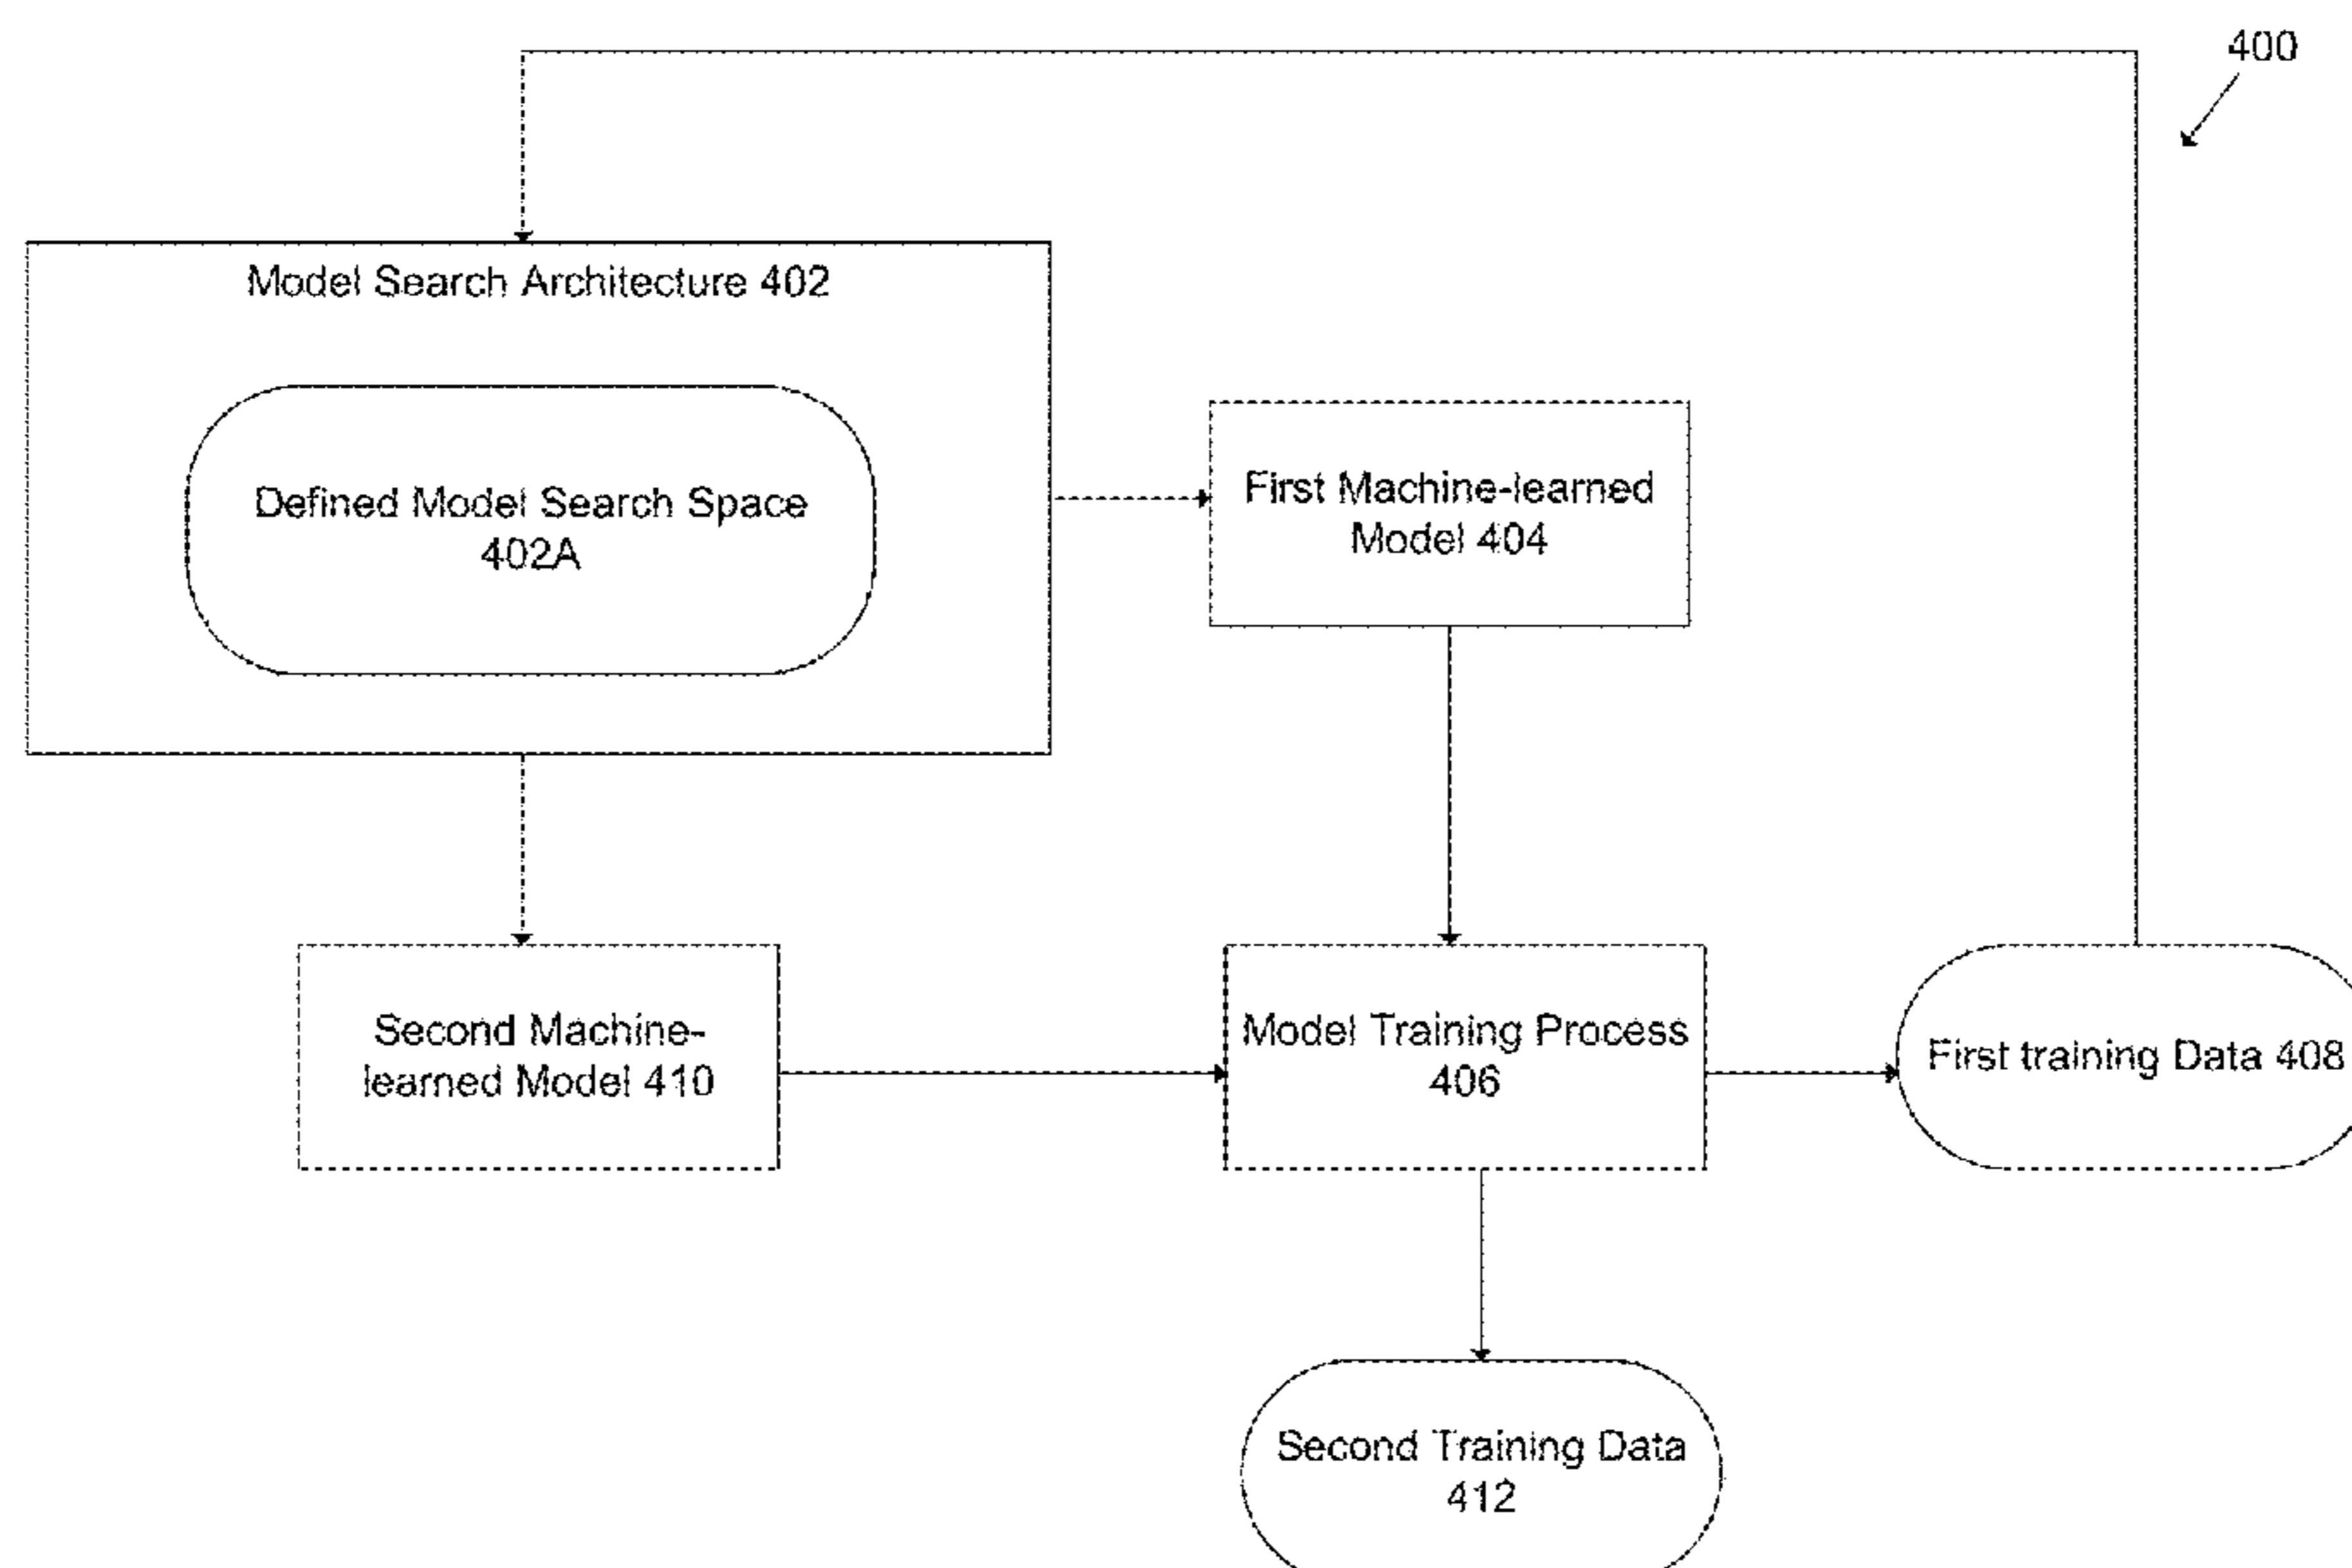 400
Model Search Architecture 402
Defined Model Search Space
402A
First Machine-learned
Model 404
Second Machine-
learned Model 410
Model Training Process
406
First training Data 408
Second Training Data
412